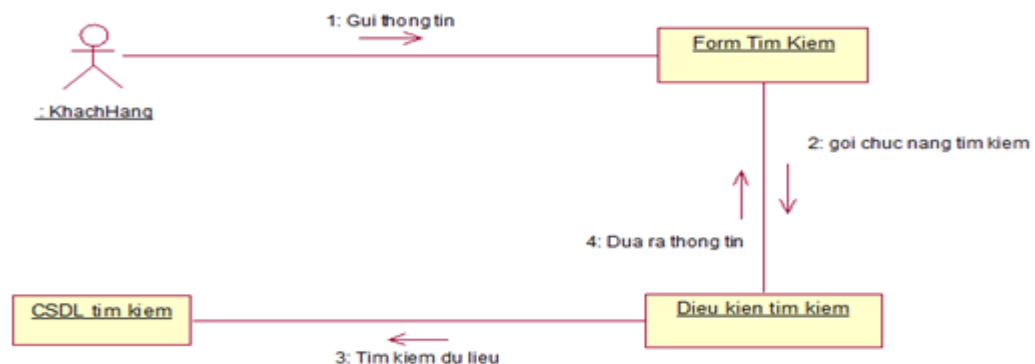 1: Gui thong tin
Form Tim Kiem
: KhachHang
2: goi chuc nang tim kiem
4: Dua ra thong tin
CSDL tim kiem
Dieu kien tim kiem
3: Tim kiem du lieu